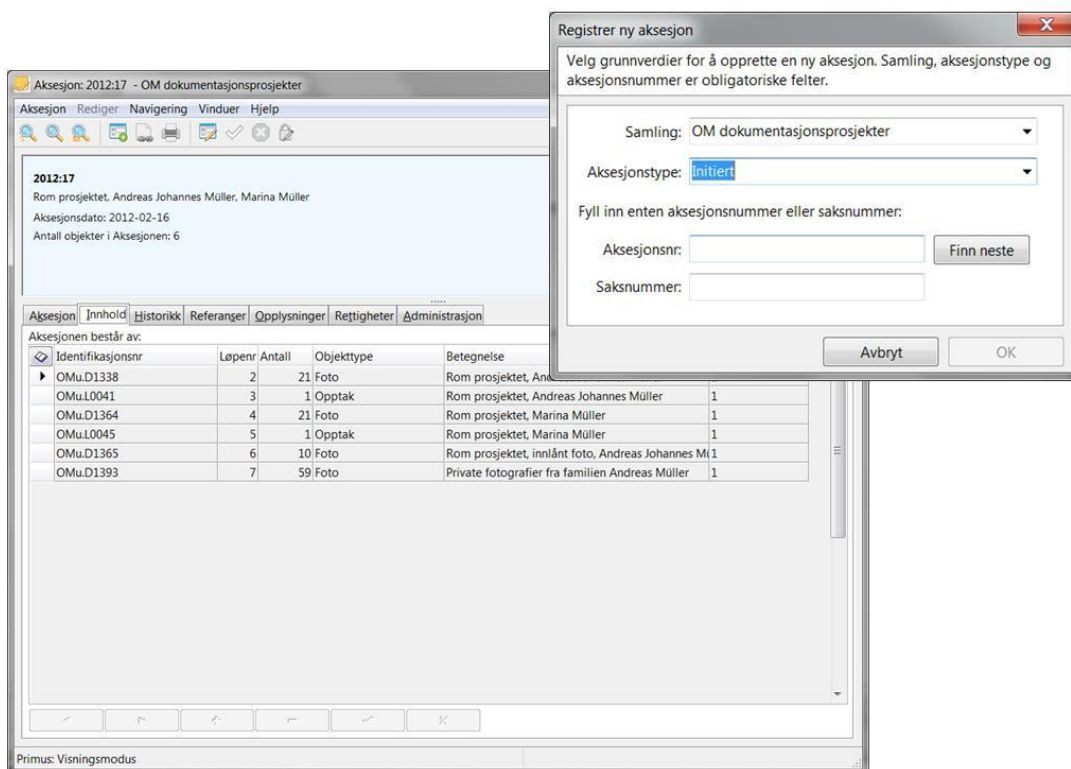 Registrer ny aksesjon
Velg grunnverdier for å opprette en ny aksesjon. Samling, aksesjonstype og
aksesjonsnummer er obligatoriske felter.
Samling: OM dokumentasjonsprosjekter
Aksesjonstype: Initiert
Fyll inn enten aksesjonsnummer eller saksnummer:
Aksesjonsnr: Finn neste
Saksnummer:
Avbryt OK
Aksesjon: 2012:17 - OM dokumentasjonsprosjekter
Aksesjon Rediger Navigering Vinduer Hjelp
2012:17
Rom prosjektet, Andreas Johannes Müller, Marina Müller
Aksesjonsdato: 2012-02-16
Antall objekter i Aksesjonen: 6
Aksesjon Innhold Historikk Referanser Opplysninger Rettigheter Administrasjon
Aksesjonen består av:
Identifikasjonsnr Løpenr Antall Objekttype Betegnelse
OMu.D1338 2 21 Foto Rom prosjektet,
OMu.L0041 3 1 Opptak Rom prosjektet, Andreas Johannes Müller 1
OMu.D1364 4 21 Foto Rom prosjektet, Marina Müller 1
OMu.L0045 5 1 Opptak Rom prosjektet, Marina Müller 1
OMu.D1365 6 10 Foto Rom prosjektet, innlånt foto, Andreas Johannes M 1
OMu.D1393 7 59 Foto Private fotografier fra familien Andreas Müller 1
Primus: Visningsmodus